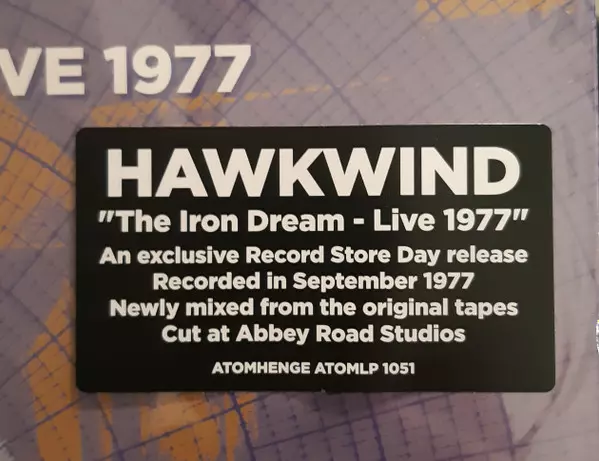 VE 1977
HAWKWIND
"The Iron Dream - Live 1977"
An exclusive Record Store Day release
Recorded in September 1977
Newly mixed from the original tapes
Cut at Abbey Road Studios
ATOMHENGE ATOMLP 1051